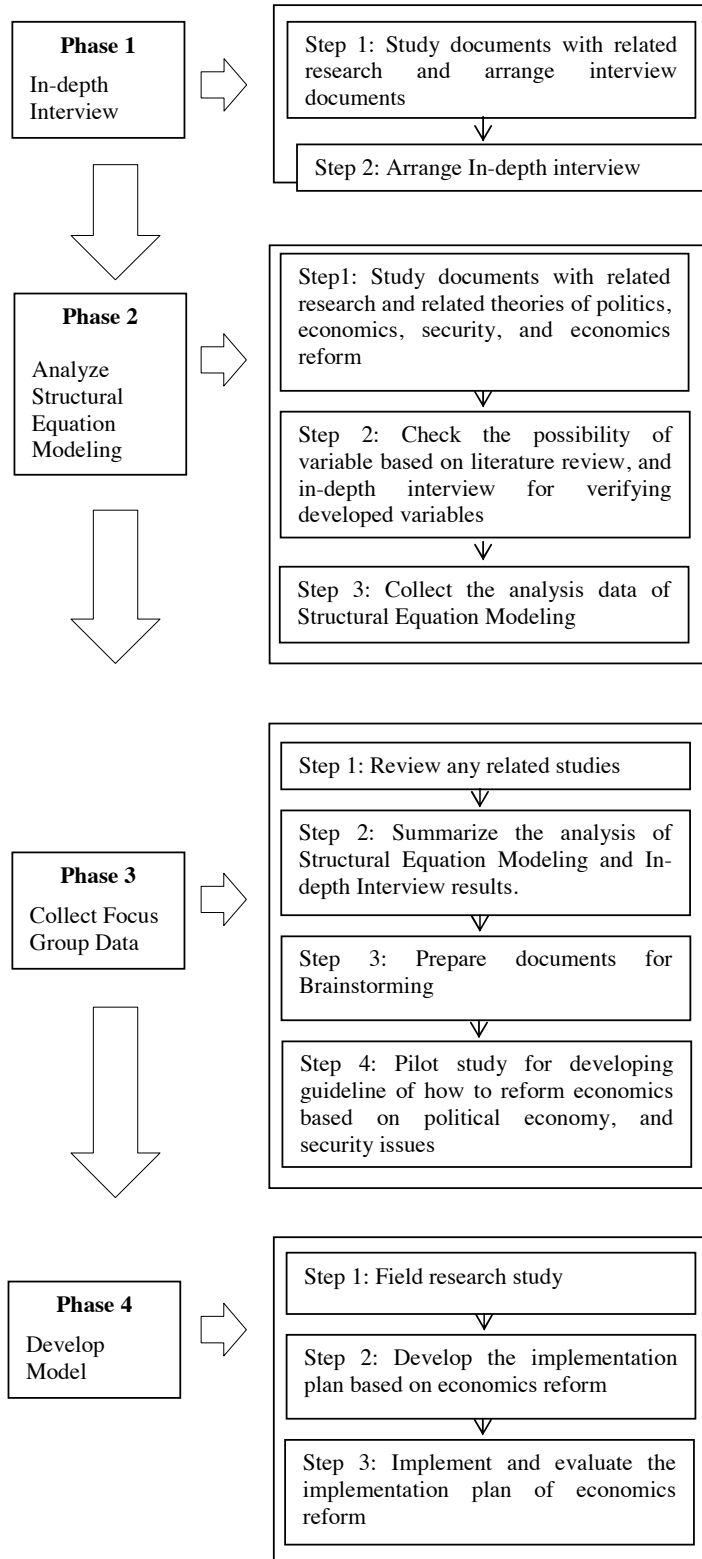 Phase 1
In-depth
Interview
Step 1: Study documents with related
research and arrange interview
documents
Step 2: Arrange In-depth interview
Phase 2
Analyze
Structural
Equation
Modeling
Step1: Study documents with related
research and related theories of politics,
economics, security, and economics
reform
Step 2: Check the possibility of
variable based on literature review, and
in-depth interview for verifying
developed variables
Step 3: Collect the analysis data of
Structural Equation Modeling
Phase 3
Collect Focus
Group Data
Step 1: Review any related studies
Step 2: Summarize the analysis of
Structural Equation Modeling and In-
depth Interview results.
Step 3: Prepare documents for
Brainstorming
Step 4: Pilot study for developing
guideline of how to reform economics
based on political economy, and
security issues
Phase 4
Develop
Model
Step 1: Field research study
Step 2: Develop the implementation
plan based on economics reform
Step 3: Implement and evaluate the
implementation plan of economics
reform